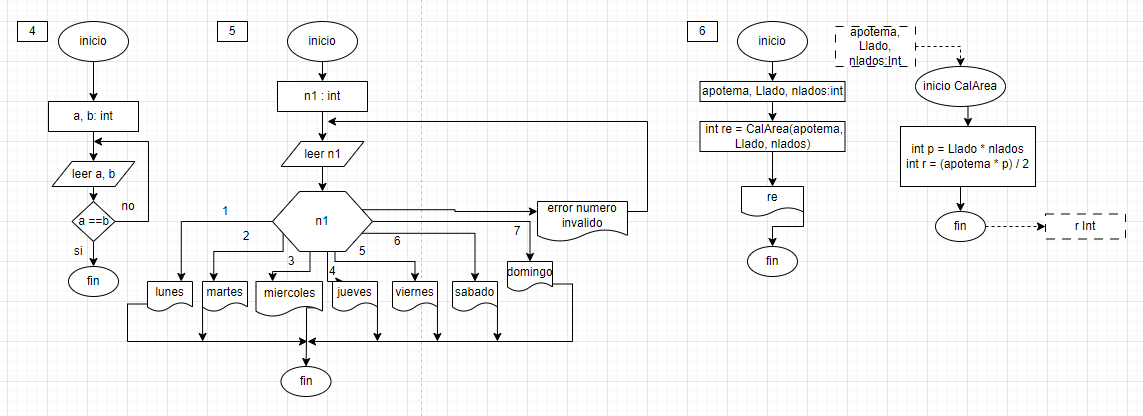 4
inicio
a, b: int
leer a, b
no
a ==b
si
fin
5
inicio
n1 : int
leer n1
n1
1
2
3
4
5
6
7
error numero
invalido
lunes
martes
miercoles
jueves
viernes
sabado
domingo
fin
6
inicio
apotema, Llado, nlados:int
int re = CalArea(apotema,
Llado, nlados)
re
fin
apotema,
Llado,
nlados:Int
inicio CalArea
int p = Llado * nlados
int r = (apotema * p) / 2
fin
r Int